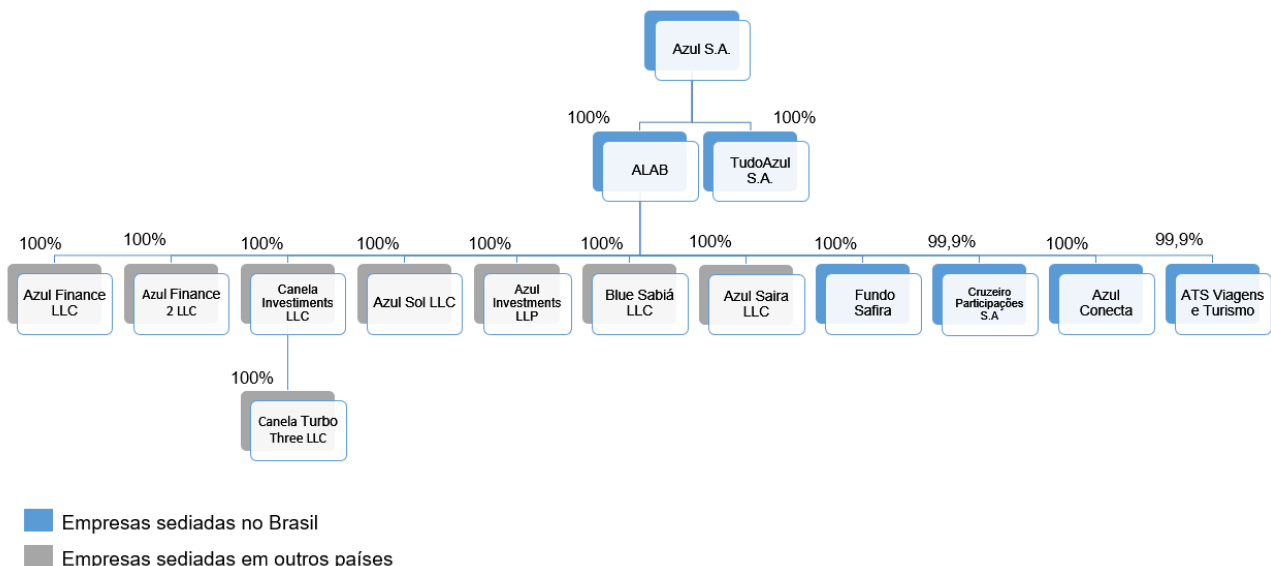 Azul S.A.
100%
100%
ALAB
TudoAzul
S.A.
100%
100%
100%
100%
100%
100%
100%
100%
99,9%
100%
99,9%
Azul Finance
LLC
Azul Finance
2 LLC
Canela
Investiments
LLC
Azul Sol LLC
Azul
Investments
LLP
Blue Sabiá
LLC
Azul Saira
LLC
Fundo
Safira
Cruzeiro
Participações
S.A
Azul
Conecta
ATS Viagens
e Turismo
100%
Canela Turbo
Three LLC
Empresas sediadas no Brasil
Empresas sediadas em outros países